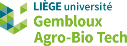 LIÈGE université
Gembloux
Agro-Bio Tech